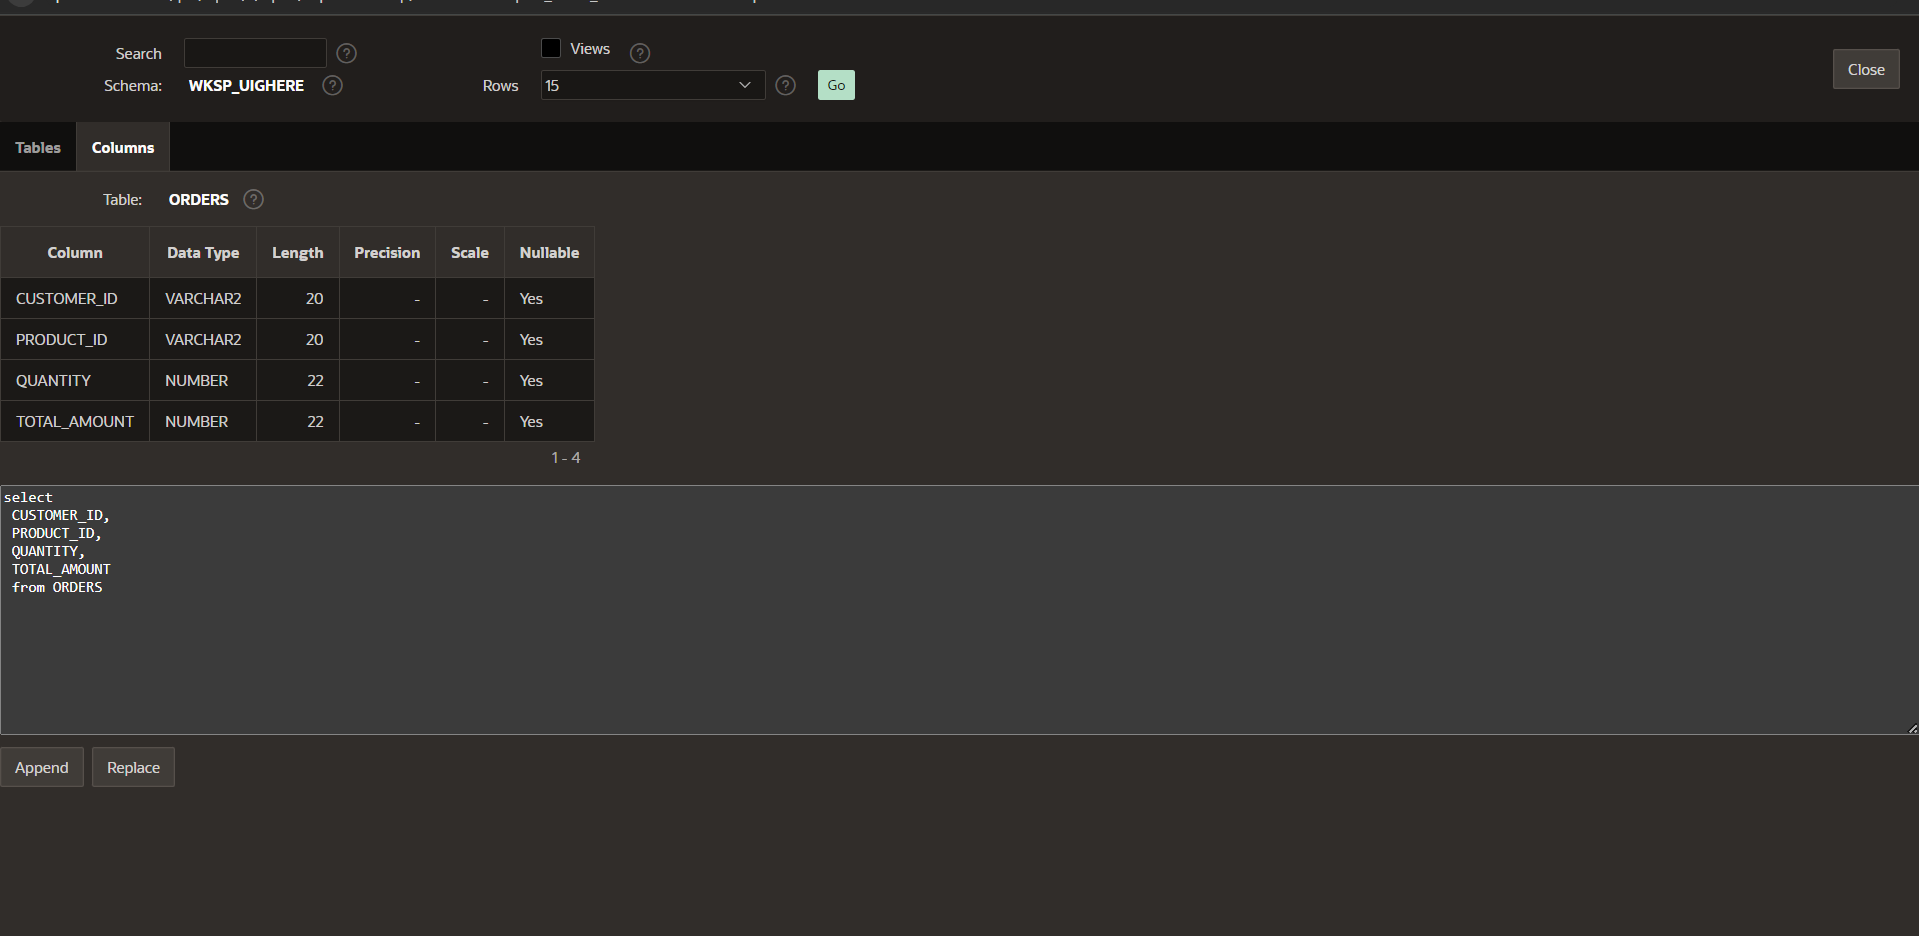 Search
Views
Schema: WKSP_UIGHERE
Rows 15 Go
Close
Tables Columns
Table: ORDERS
Column Data Type Length Precision Scale Nullable
CUSTOMER_ID VARCHAR2 20 - - Yes
PRODUCT_ID VARCHAR2 20 - - Yes
QUANTITY NUMBER 22 - - Yes
TOTAL_AMOUNT NUMBER 22 - - Yes
1 - 4
select
CUSTOMER_ID,
PRODUCT_ID,
QUANTITY,
TOTAL_AMOUNT
from ORDERS
Append Replace